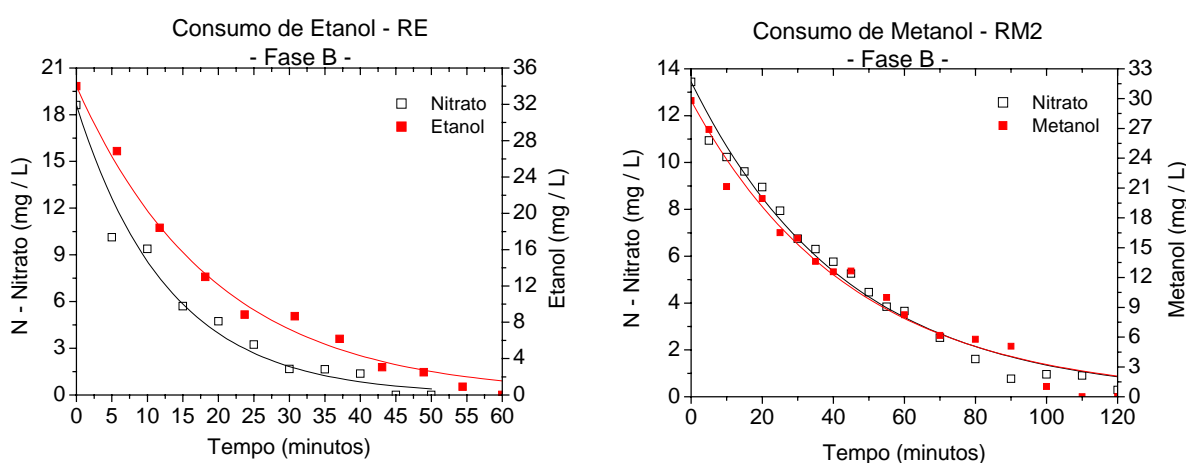 Consumo de Etanol - RE
- Fase B -
21
18
15
12
9
6
3
0
N - Nitrato (mg / L)
Nitrato
Etanol
36
32
28
24
20
16
12
8
4
0
Etanol (mg / L)
0 5 10 15 20 25 30 35 40 45 50 55 60
Tempo (minutos)
Consumo de Metanol - RM2
- Fase B -
14
12
10
8
6
4
2
0
N - Nitrato (mg / L)
Nitrato
Metanol
33
30
27
24
21
18
15
12
9
6
3
0
Metanol (mg / L)
0 20 40 60 80 100 120
Tempo (minutos)